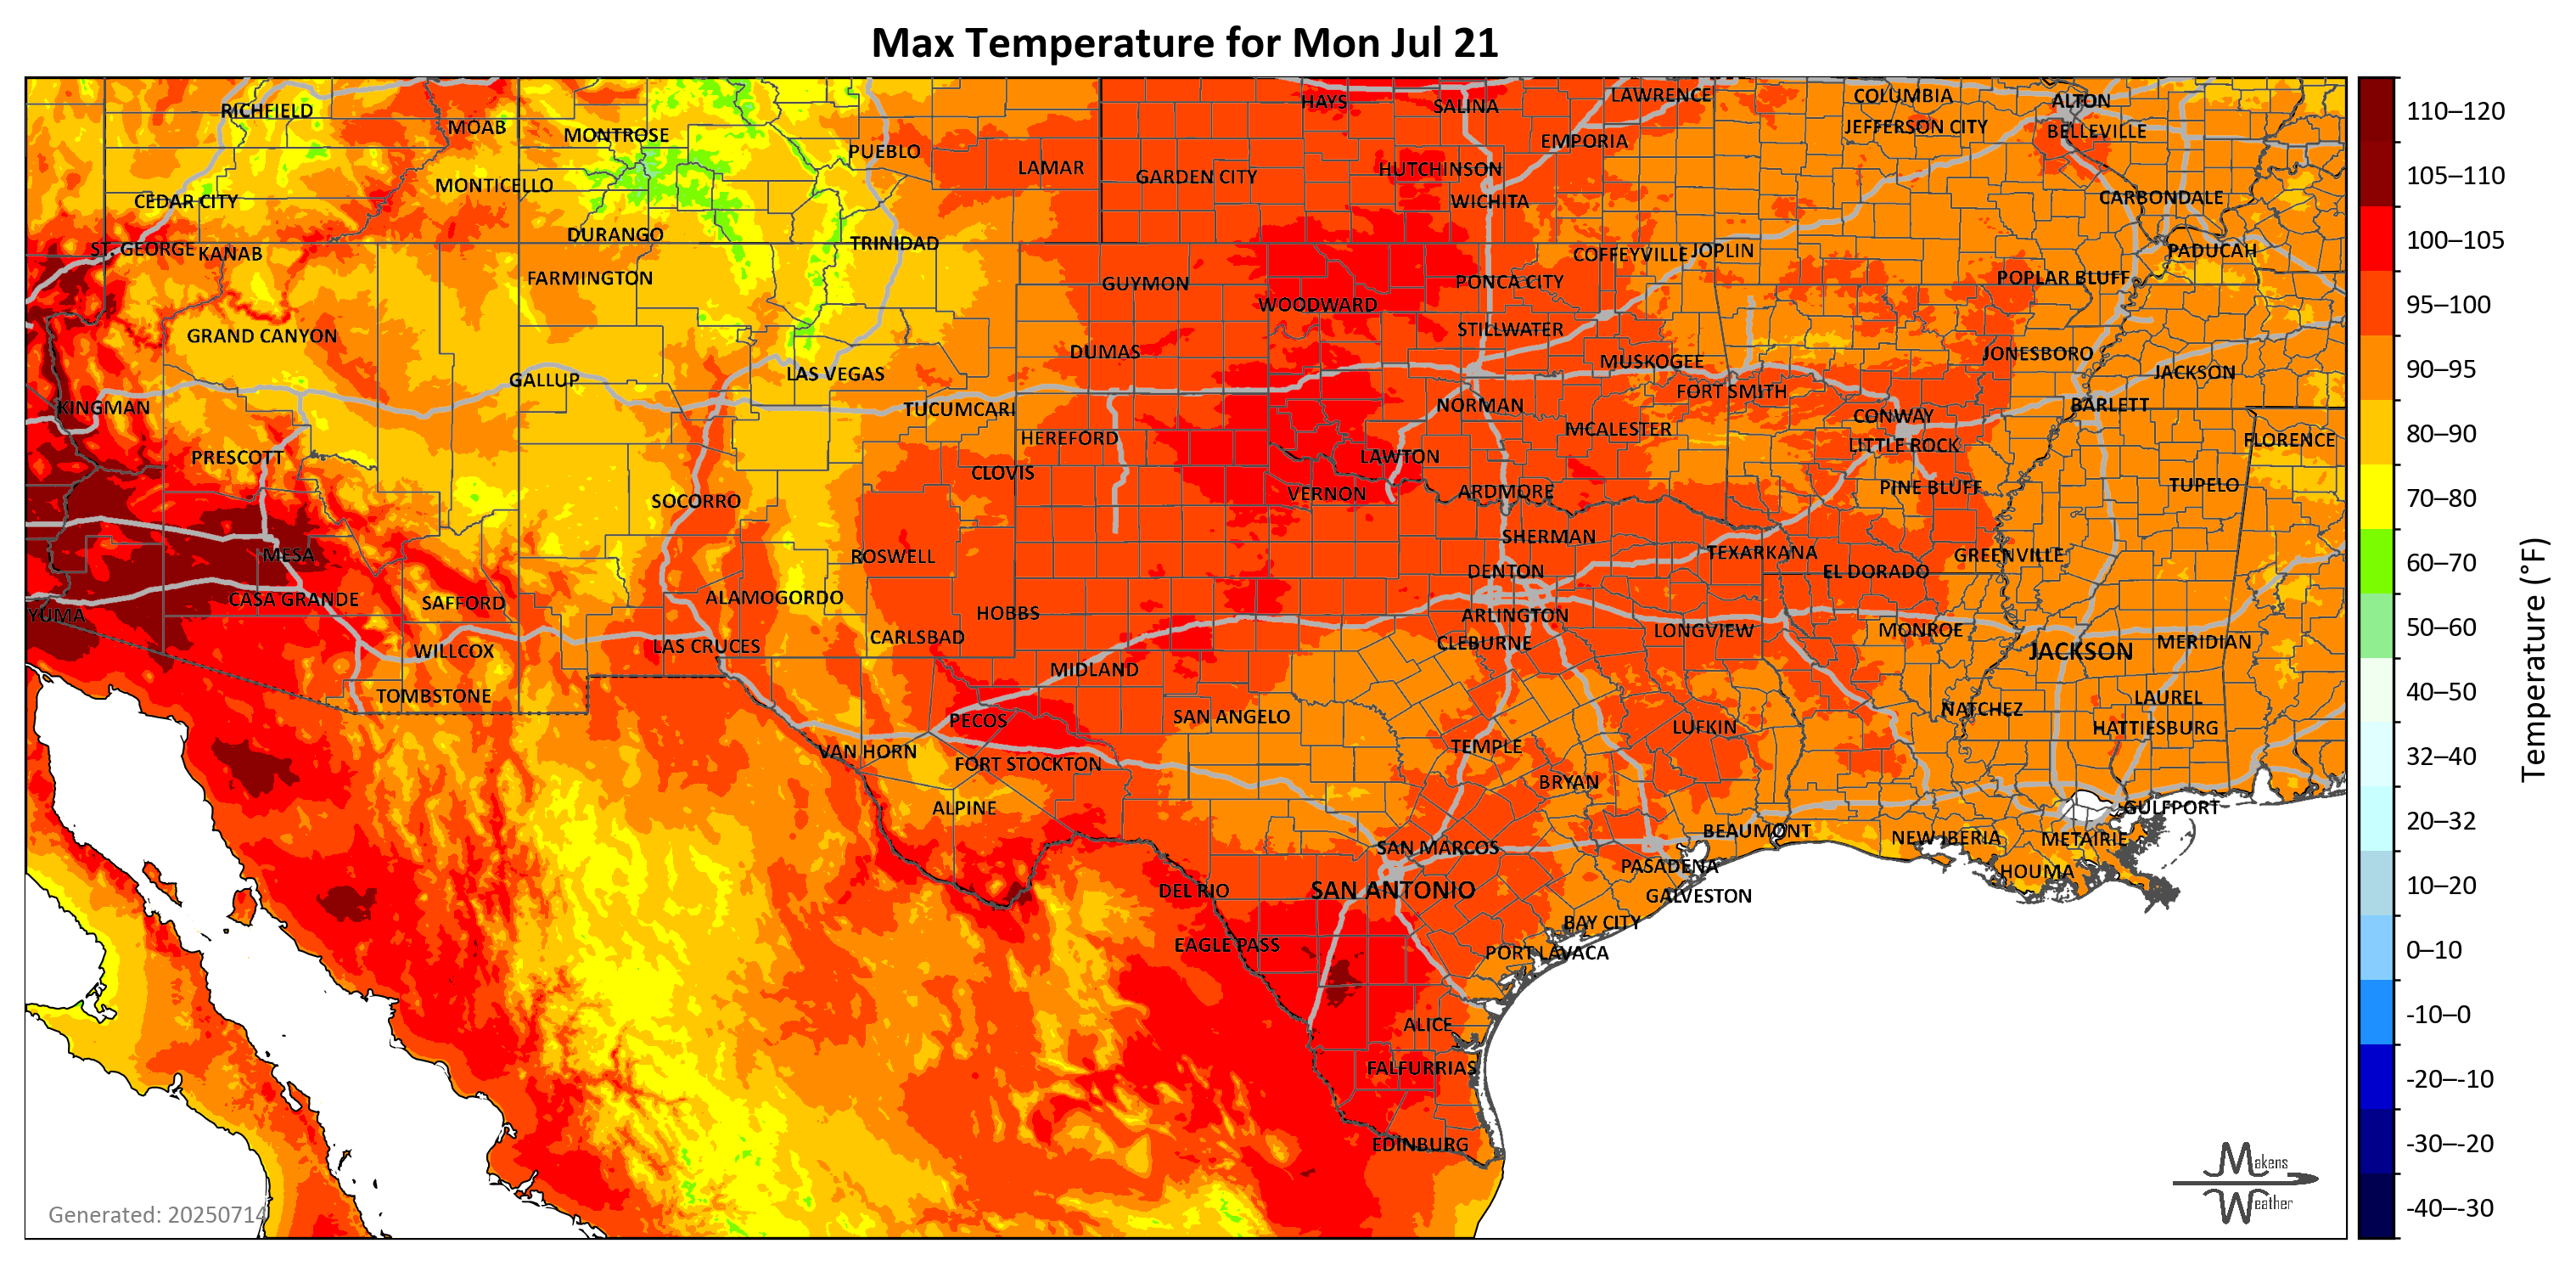 Max Temperature for Mon Jul 21
RICHFIELD
MOAB
MONTROSE
PUEBLO
LAMAR
GARDEN CITY
HAYS
SALINA
LAWRENCE
EMPORIA
HUTCHINSON
WICHITA
COLUMBIA
JEFFERSON CITY
ALTON
BELLEVILLE
CARBONDALE
PADUCAH
CEDAR CITY
MONTICELLO
DURANGO
TRINIDAD
ST. GEORGE
KANAB
FARMINGTON
GUYMON
WOODWARD
PONCA CITY
COFFEYVILLE
JOPLIN
POPLAR BLUFF
GRAND CANYON
DUMAS
STILLWATER
MUSKOGEE
JONESBORO
JACKSON
GALLUP
LAS VEGAS
TUCUMCARI
FORT SMITH
KINGMAN
NORMAN
CONWAY
BARLETT
HEREFORD
MCALESTER
LITTLE ROCK
FLORENCE
PRESCOTT
CLOVIS
LAWTON
PINE BLUFF
TUPELO
SOCORRO
VERNON
ARDMORE
SHERMAN
MESA
ROSWELL
TEXARKANA
GREENVILLE
DENTON
EL DORADO
YUMA
CASA GRANDE
SAFFORD
ALAMOGORDO
HOBBS
ARLINGTON
CLEBURNE
LONGVIEW
MONROE
JACKSON
MERIDIAN
WILLCOX
LAS CRUCES
CARLSBAD
MIDLAND
TOMBSTONE
PECOS
SAN ANGELO
LUFKIN
NATCHEZ
LAUREL
HATTIESBURG
VAN HORN
FORT STOCKTON
TEMPLE
BRYAN
ALPINE
BEAUMONT
NEW IBERIA
METAIRIE
GULFPORT
SAN MARCOS
PASADENA
HOUMA
DEL RIO
SAN ANTONIO
GALVESTON
BAY CITY
EAGLE PASS
PORT LAVACA
ALICE
FALFURRIAS
EDINBURG
Generated: 20250714
Makens
Weather
110–120
105–110
100–105
95–100
90–95
80–90
70–80
60–70
50–60
40–50
32–40
20–32
10–20
0–10
-10–0
-20–-10
-30–-20
-40–-30
Temperature (°F)